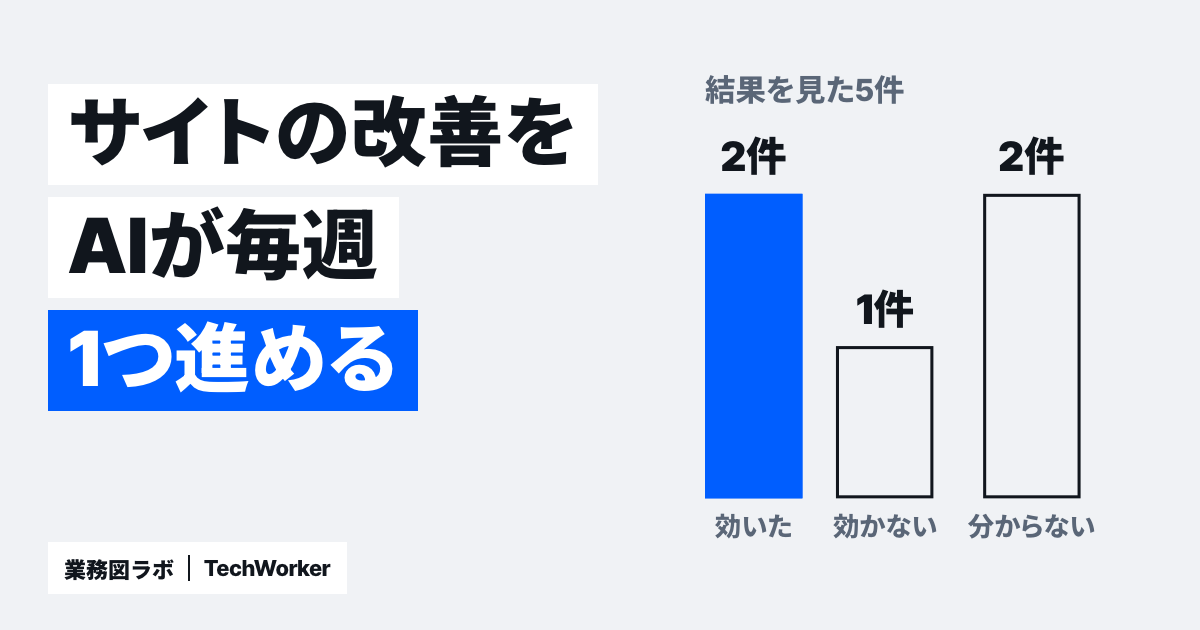 サイトの改善を
AIが毎週
1つ進める
業務図ラボ | TechWorker
結果を見た5件
2件
1件
2件
効いた
効かない
分からない